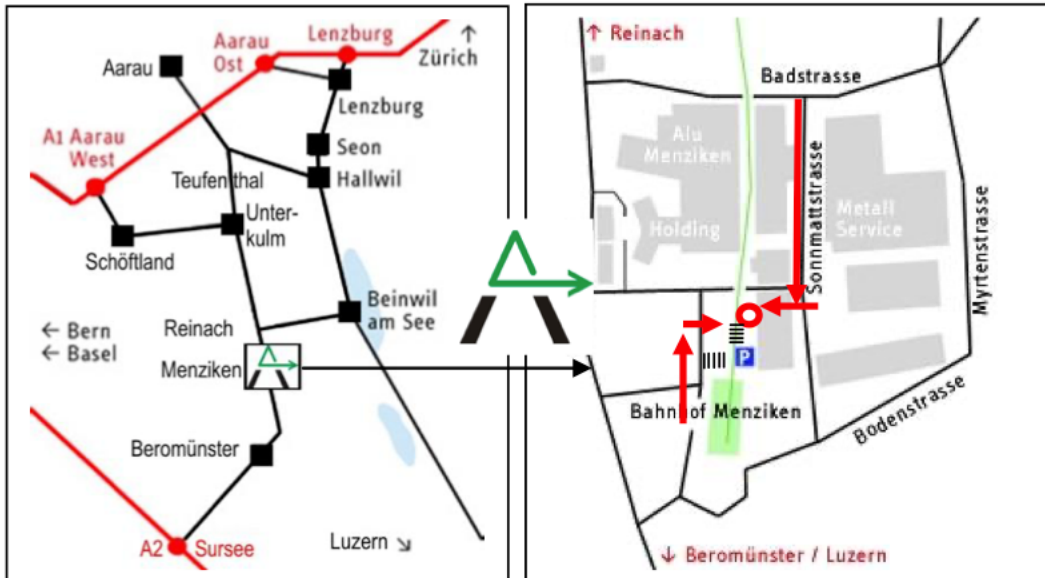 Aarau
Aarau
Ost
Lenzburg
↑
Zürich
Lenzburg
A1 Aarau
West
Seon
Teufenthal
Hallwil
Unter-
kulm
Schöftland
Beinwil
am See
← Bern
← Basel
Reinach
Menziken
Beromünster
A2 Sursee
Luzern ↘
↑ Reinach
Badstrasse
Alu
Menziken
Sonnmattstrasse
Holding
Metall
Service
Myrtenstrasse
P
Bahnhof Menziken
Bodenstrasse
↓ Beromünster / Luzern